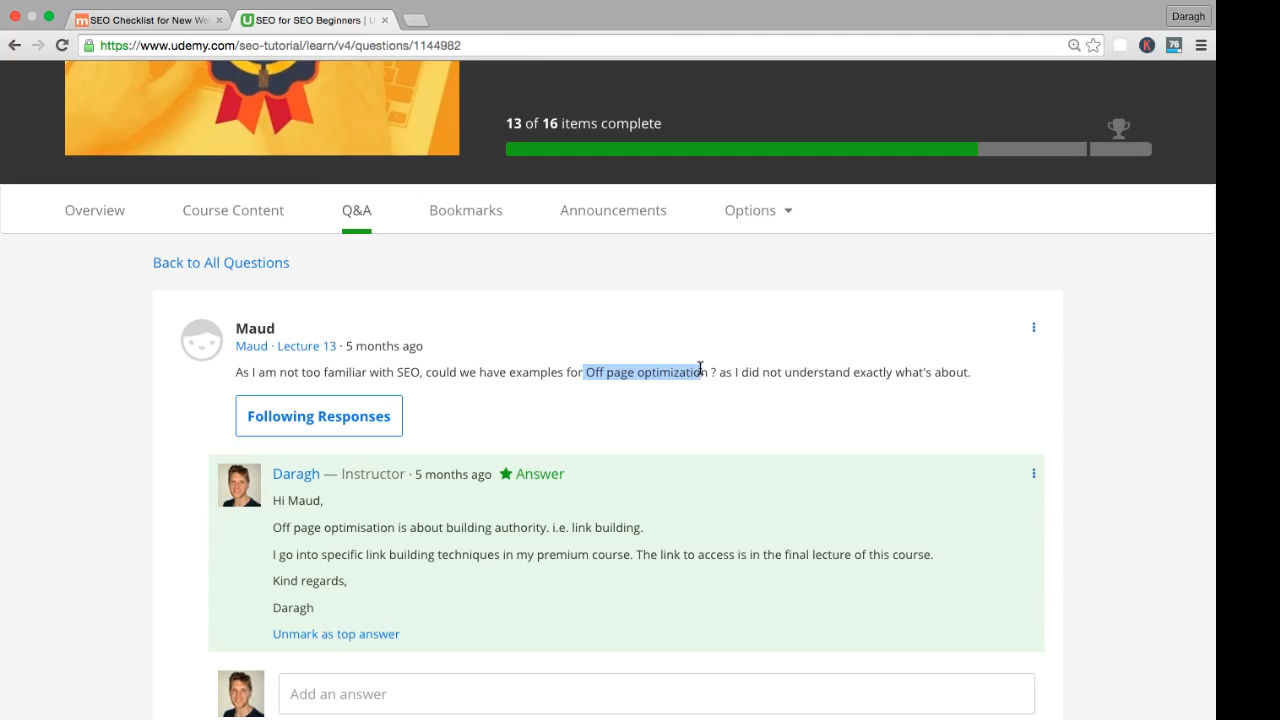 SEO Checklist for New We
SEO for SEO Beginners | U
Daragh
https://www.udemy.com/seo-tutorial/learn/v4/questions/1144982
K
76
13 of 16 items complete
Overview
Course Content
Q&A
Bookmarks
Announcements
Options
Back to All Questions
Maud
Maud · Lecture 13 · 5 months ago
As I am not too familiar with SEO, could we have examples for Off page optimization ? as I did not understand exactly what's about.
Following Responses
Daragh — Instructor · 5 months ago ★ Answer
Hi Maud,
Off page optimisation is about building authority. i.e. link building.
I go into specific link building techniques in my premium course. The link to access is in the final lecture of this course.
Kind regards,
Daragh
Unmark as top answer
Add an answer